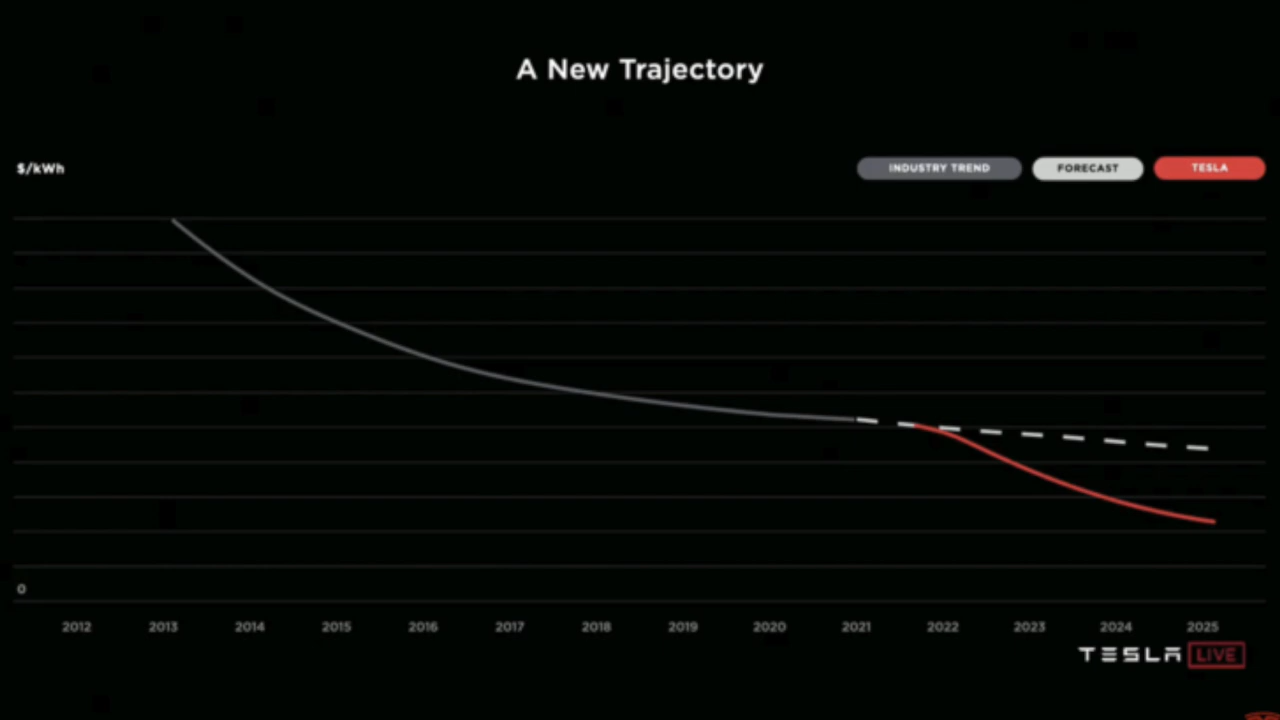 A New Trajectory
$/kWh
INDUSTRY TREND
FORECAST
TESLA
0
2012 2013 2014 2015 2016 2017 2018 2019 2020 2021 2022 2023 2024 2025
TESLA LIVE